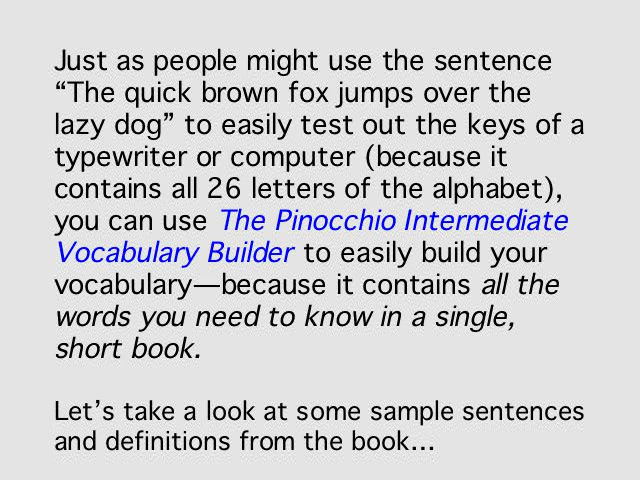 Just as people might use the sentence
“The quick brown fox jumps over the
lazy dog” to easily test out the keys of a
typewriter or computer (because it
contains all 26 letters of the alphabet),
you can use The Pinocchio Intermediate
Vocabulary Builder to easily build your
vocabulary—because it contains all the
words you need to know in a single,
short book.
Let’s take a look at some sample sentences
and definitions from the book...